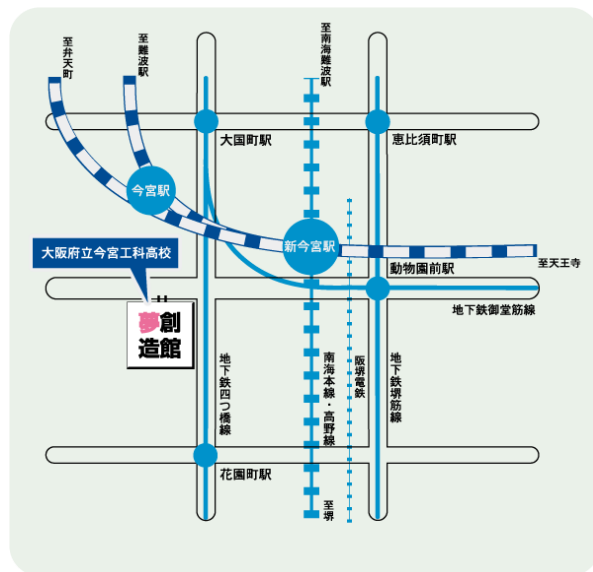 至弁天町
至難波駅
至南海難波駅
大国町駅
恵比須町駅
今宮駅
大阪府立今宮工科高校
新今宮駅
至天王寺
動物園前駅
地下鉄御堂筋線
夢創
造館
地下鉄四つ橋線
南海本線・高野線
阪堺電鉄
地下鉄堺筋線
花園町駅
至堺